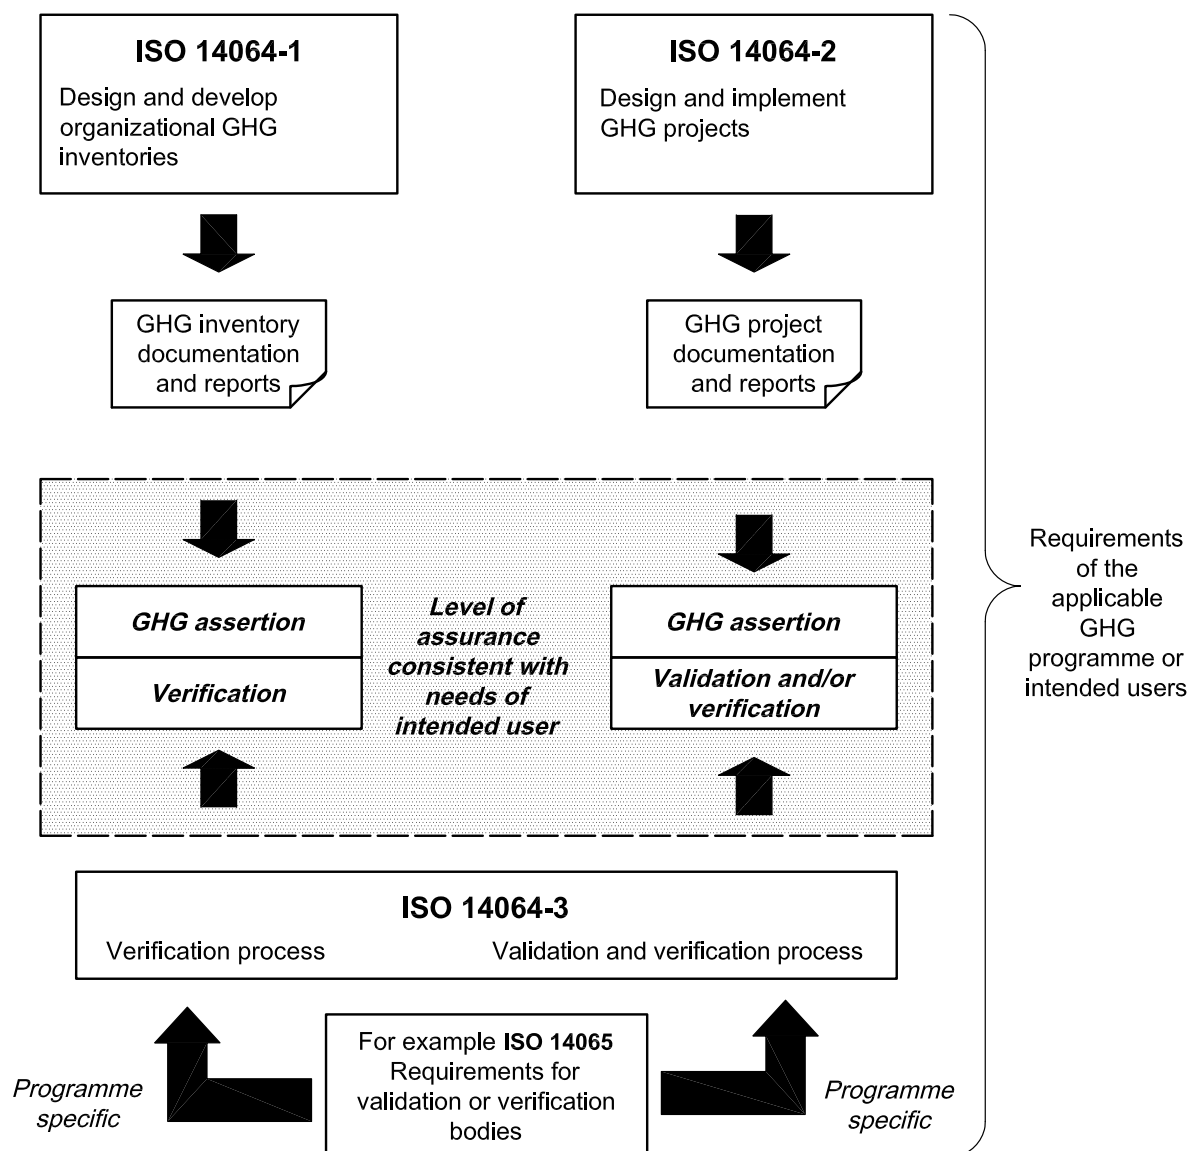 ISO 14064-1
Design and develop
organizational GHG
inventories
ISO 14064-2
Design and implement
GHG projects
GHG inventory
documentation
and reports
GHG project
documentation
and reports
GHG assertion
Verification
Level of
assurance
consistent with
needs of
intended user
GHG assertion
Validation and/or
verification
Requirements
of the
applicable
GHG
programme or
intended users
ISO 14064-3
Verification process
Validation and verification process
Programme
specific
For example ISO 14065
Requirements for
validation or verification
bodies
Programme
specific